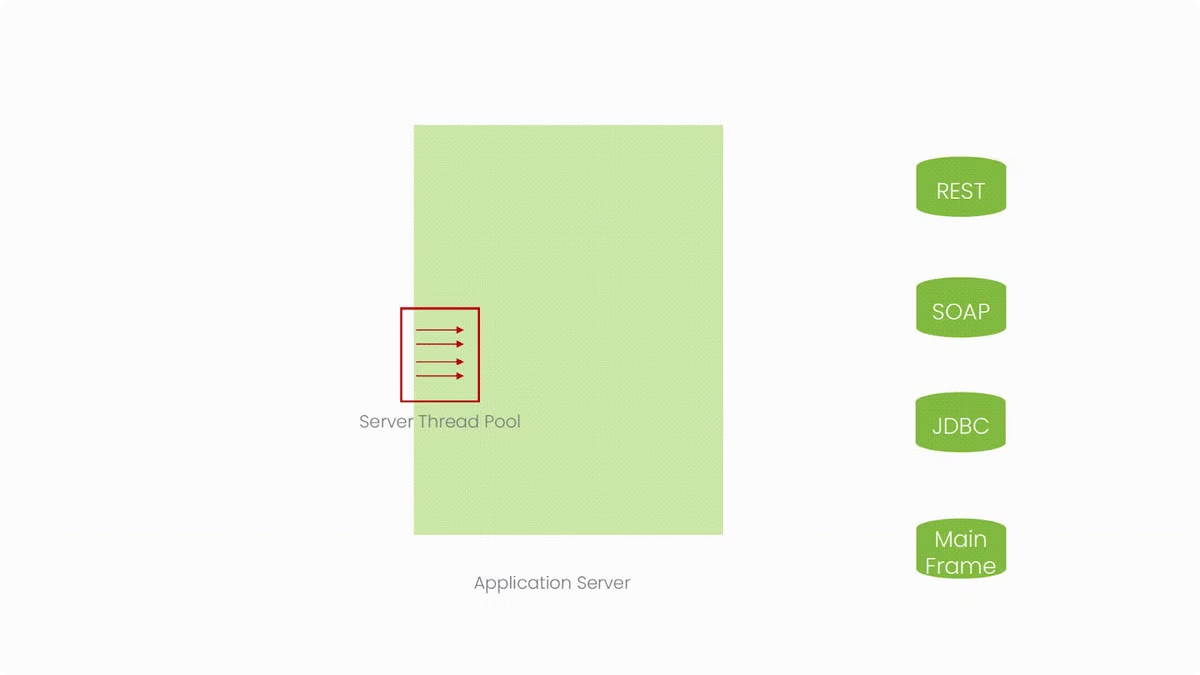 REST
SOAP
Server Thread Pool
JDBC
Main
Frame
Application Server